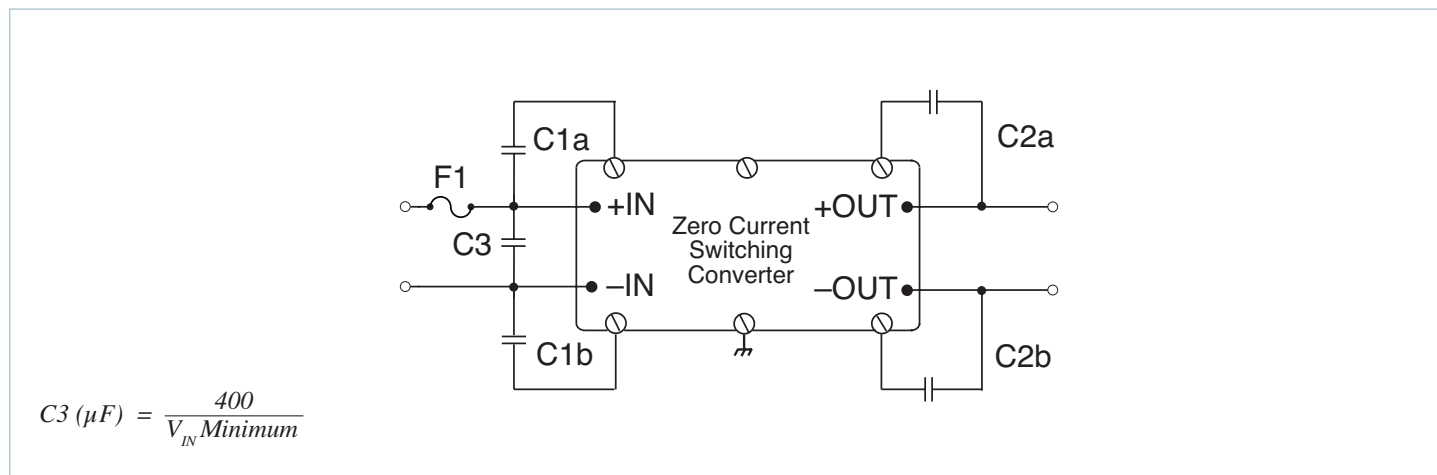 C1a
C2a
F1
+IN
+OUT
Zero Current
Switching
Converter
C3
–IN
–OUT
C1b
C2b
C3 (µF) = 400
V_IN Minimum